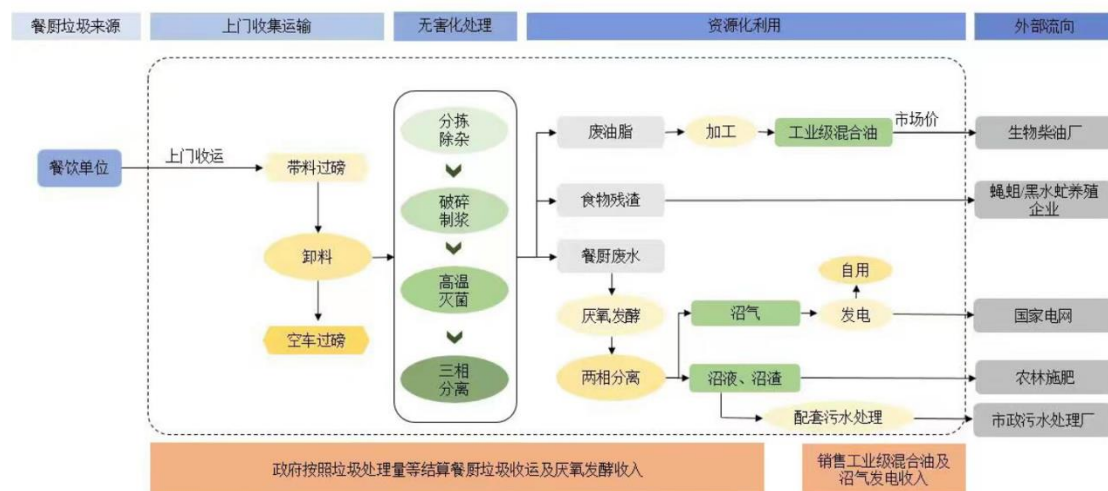 餐厨垃圾来源
上门收集运输
无害化处理
资源化利用
外部流向
餐饮单位
上门收运
带料过磅
卸料
空车过磅
分拣
除杂
破碎
制浆
高温
灭菌
三相
分离
废油脂
加工
工业级混合油
市场价
生物柴油厂
食物残渣
蝇蛆/黑水虻养殖
企业
餐厨废水
厌氧发酵
两相分离
沼气
发电
自用
国家电网
沼液、沼渣
农林施肥
配套污水处理
市政污水处理厂
政府按照垃圾处理量等结算餐厨垃圾收运及厌氧发酵收入
销售工业级混合油及
沼气发电收入